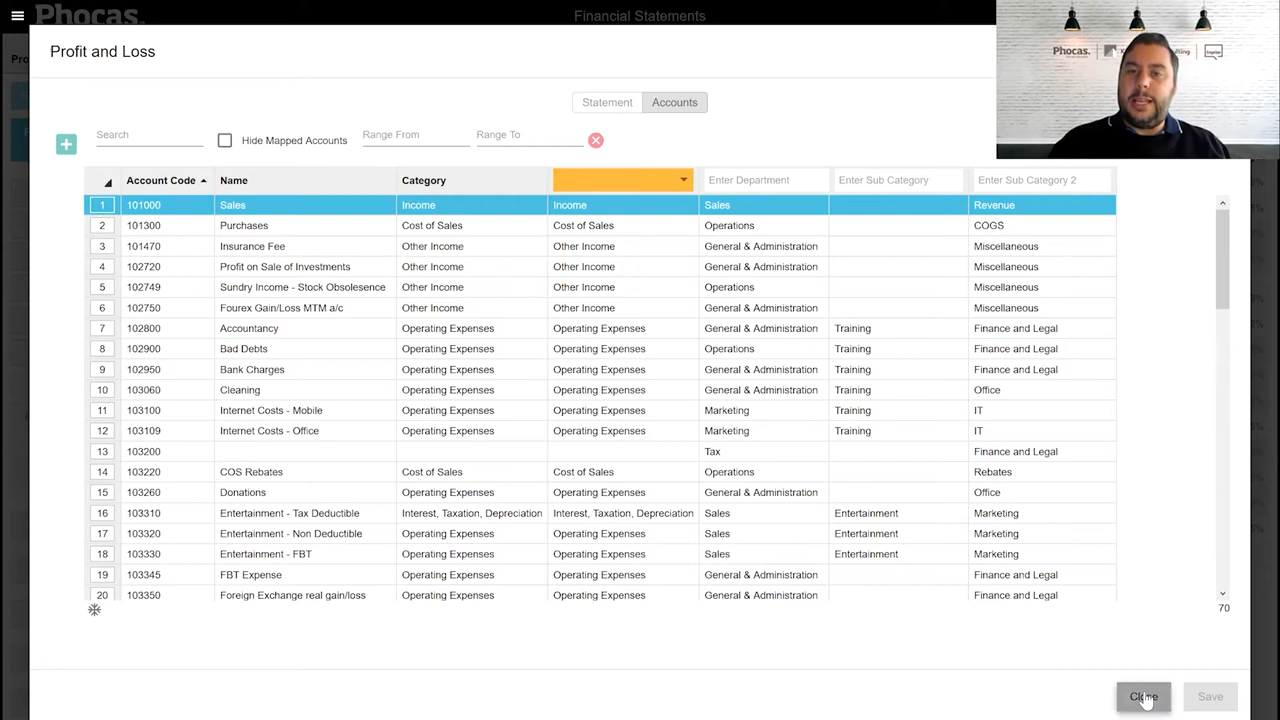 Phocas.
Financial Statements
Profit and Loss
Phocas.
Statement Accounts
Search Hide Mapped Accounts Range From Range To
Account Code Name Category Enter Department Enter Sub Category Enter Sub Category 2
1 101000 Sales Income Income Sales Revenue
2 101300 Purchases Cost of Sales Cost of Sales Operations COGS
3 101470 Insurance Fee Other Income Other Income General & Administration Miscellaneous
4 102720 Profit on Sale of Investments Other Income Other Income General & Administration Miscellaneous
5 102749 Sundry Income - Stock Obsolesence Other Income Other Income Operations Miscellaneous
6 102750 Fourex Gain/Loss MTM a/c Other Income Other Income General & Administration Miscellaneous
7 102800 Accountancy Operating Expenses Operating Expenses General & Administration Training Finance and Legal
8 102900 Bad Debts Operating Expenses Operating Expenses Operations Training Finance and Legal
9 102950 Bank Charges Operating Expenses Operating Expenses General & Administration Training Finance and Legal
10 103060 Cleaning Operating Expenses Operating Expenses General & Administration Training Office
11 103100 Internet Costs - Mobile Operating Expenses Operating Expenses Marketing Training IT
12 103109 Internet Costs - Office Operating Expenses Operating Expenses Marketing Training IT
13 103200 Tax Finance and Legal
14 103220 COS Rebates Cost of Sales Cost of Sales Operations Rebates
15 103260 Donations Operating Expenses Operating Expenses General & Administration Office
16 103310 Entertainment - Tax Deductible Interest, Taxation, Depreciation Interest, Taxation, Depreciation Sales Entertainment Marketing
17 103320 Entertainment - Non Deductible Operating Expenses Operating Expenses Sales Entertainment Marketing
18 103330 Entertainment - FBT Operating Expenses Operating Expenses Sales Entertainment Marketing
19 103345 FBT Expense Operating Expenses Operating Expenses General & Administration Finance and Legal
20 103350 Foreign Exchange real gain/loss Operating Expenses Operating Expenses General & Administration Finance and Legal
70
Close Save